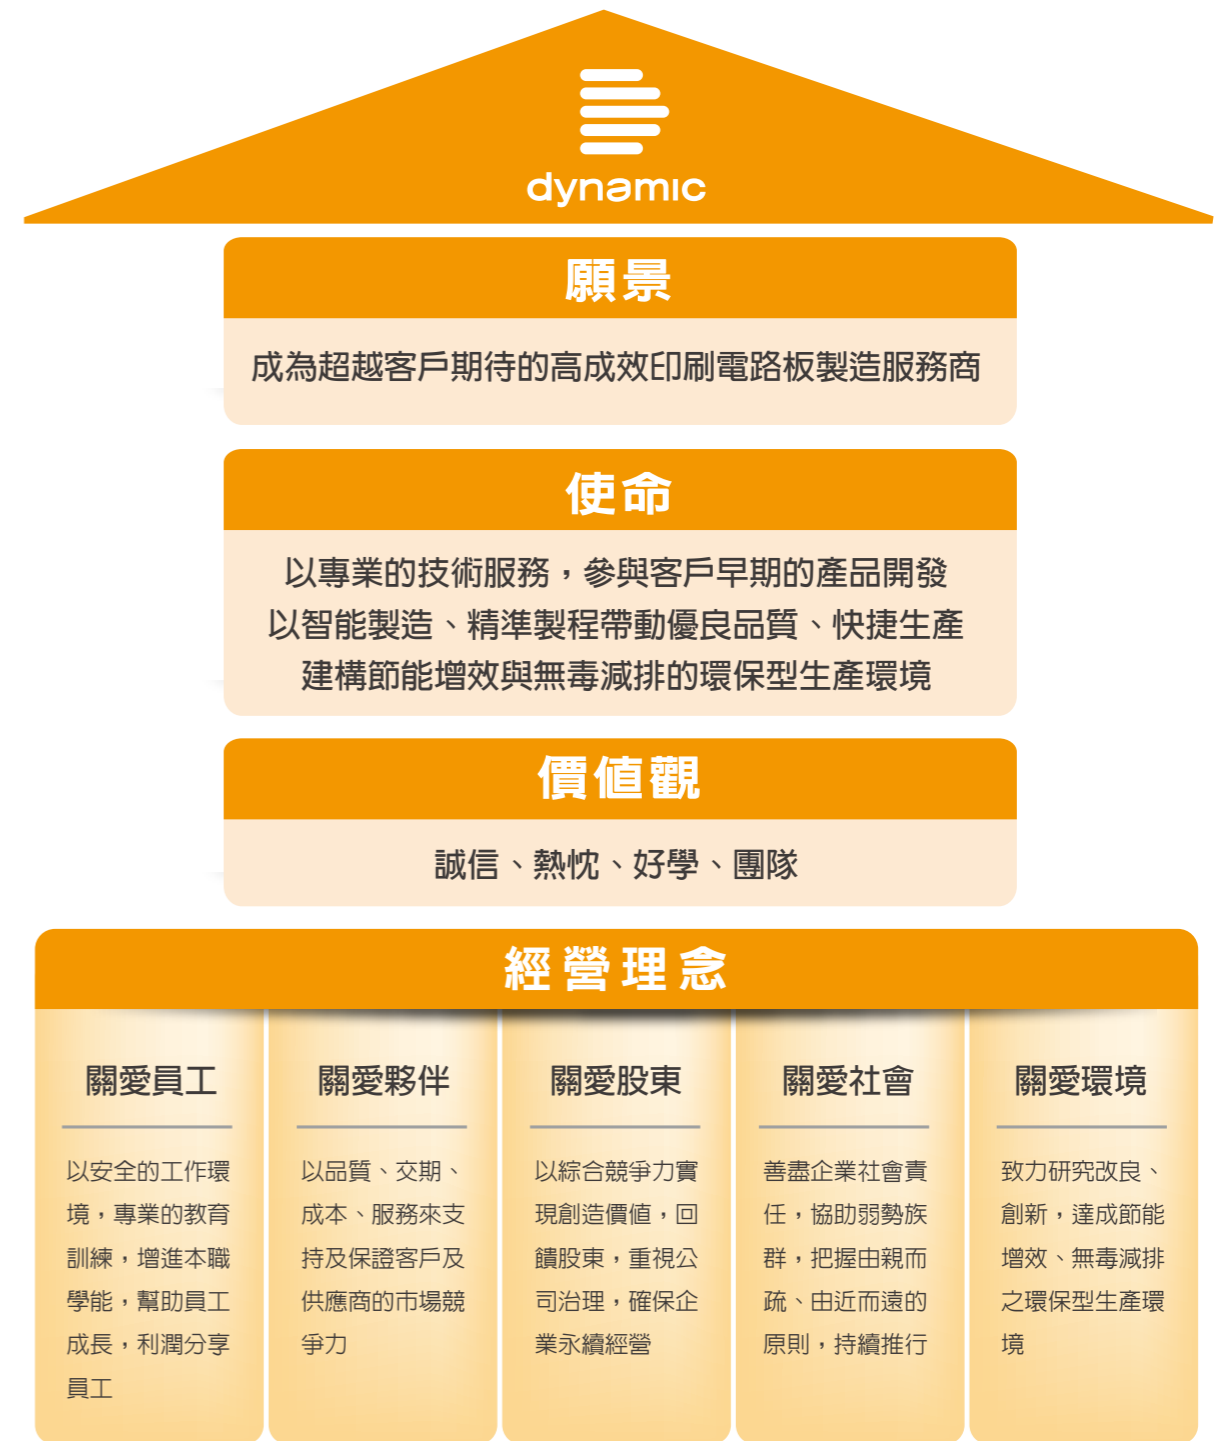 dynamic
願景
成為超越客戶期待的高成效印刷電路板製造服務商
使命
以專業的技術服務，參與客戶早期的產品開發
以智能製造、精準製程帶動優良品質、快捷生產
建構節能增效與無毒減排的環保型生產環境
價值觀
誠信、熱忱、好學、團隊
經營理念
關愛員工
以安全的工作環
境，專業的教育
訓練，增進本職
學能，幫助員工
成長，利潤分享
員工
關愛夥伴
以品質、交期、
成本、服務來支
持及保證客戶及
供應商的市場競
爭力
關愛股東
以綜合競爭力實
現創造價值，回
饋股東，重視公
司治理，確保企
業永續經營
關愛社會
善盡企業社會責
任，協助弱勢族
群，把握由親而
疏、由近而遠的
原則，持續推行
關愛環境
致力研究改良、
創新，達成節能
增效、無毒減排
之環保型生產環
境